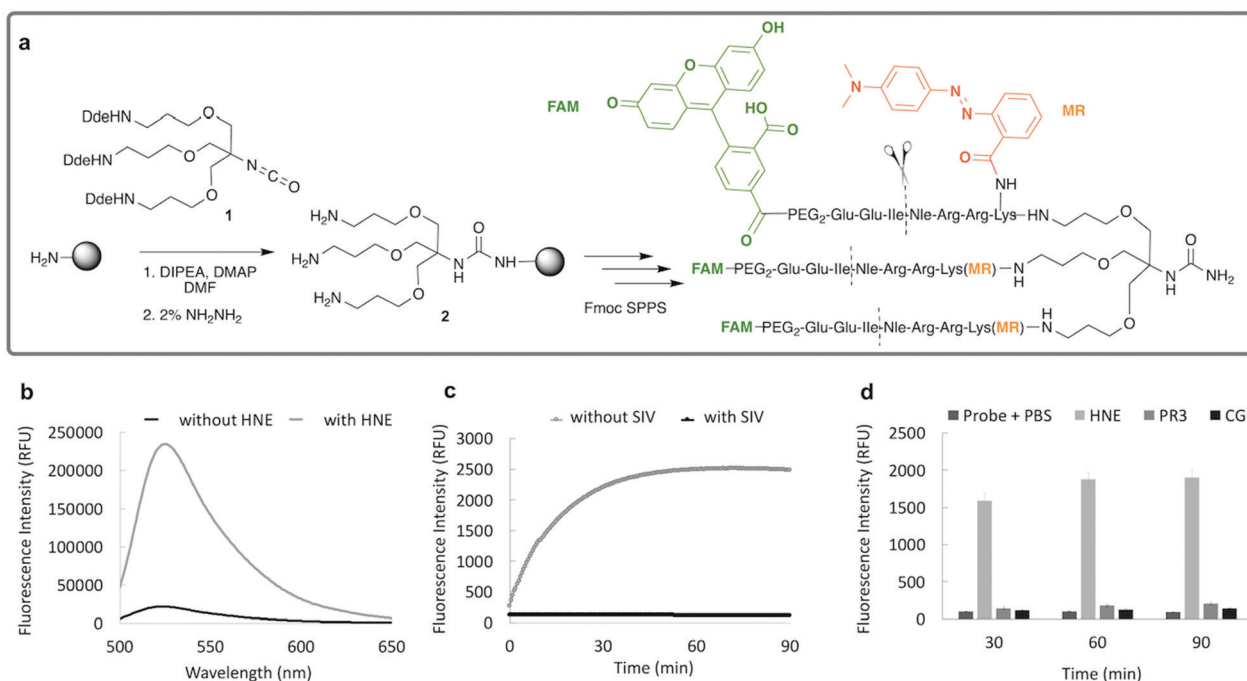 a
FAM
OH
O
O
HO
O
O
N
N
N
MR
O
NH
DdeHN
O
DdeHN
O
DdeHN
O
N=C=O
1
H2N
1. DIPEA, DMAP
DMF
2. 2% NH2NH2
H2N
O
H2N
O
H2N
O
O
NH
NH
2
Fmoc SPPS
PEG2-Glu-Glu-Ile-Nle-Arg-Arg-Lys-HN
O
FAM-PEG2-Glu-Glu-Ile-Nle-Arg-Arg-Lys(MR)-N
H
O
O
N
H
NH2
FAM-PEG2-Glu-Glu-Ile-Nle-Arg-Arg-Lys(MR)-N
H
O
b
without HNE
with HNE
Fluorescence Intensity (RFU)
250000
200000
150000
100000
50000
0
500
550
600
650
Wavelength (nm)
c
without SIV
with SIV
Fluorescence Intensity (RFU)
3000
2500
2000
1500
1000
500
0
0
30
60
90
Time (min)
d
Probe + PBS
HNE
PR3
CG
Fluorescence Intensity (RFU)
2500
2000
1500
1000
500
0
30
60
90
Time (min)